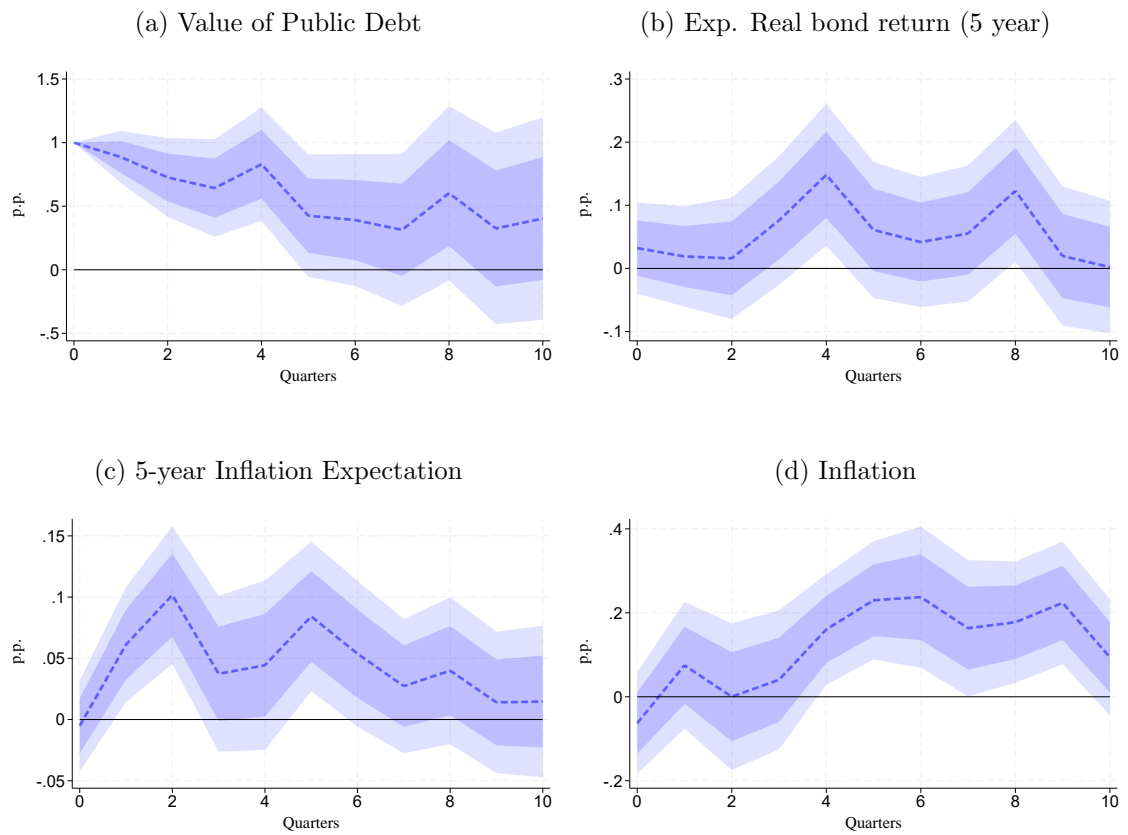 (a) Value of Public Debt
1.5
1
.5
0
-.5
p.p.
0 2 4 6 8 10
Quarters
(b) Exp. Real bond return (5 year)
.3
.2
.1
0
-.1
p.p.
0 2 4 6 8 10
Quarters
(c) 5-year Inflation Expectation
.15
.1
.05
0
-.05
p.p.
0 2 4 6 8 10
Quarters
(d) Inflation
.4
.2
0
-.2
p.p.
0 2 4 6 8 10
Quarters